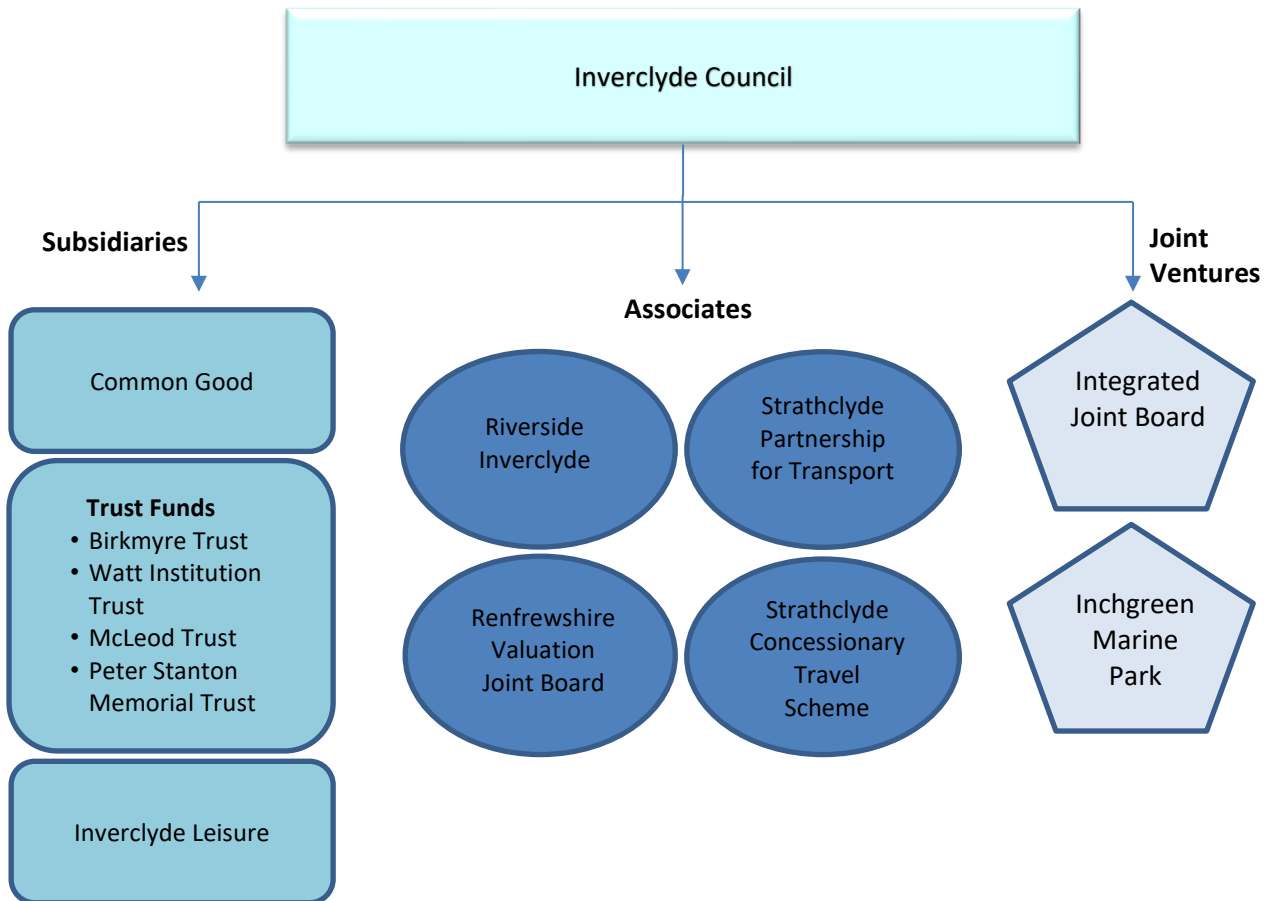 Inverclyde Council
Subsidiaries
Common Good
Trust Funds
• Birkmyre Trust
• Watt Institution
Trust
• McLeod Trust
• Peter Stanton
Memorial Trust
Inverclyde Leisure
Associates
Riverside
Inverclyde
Strathclyde
Partnership
for Transport
Renfrewshire
Valuation
Joint Board
Strathclyde
Concessionary
Travel
Scheme
Joint
Ventures
Integrated
Joint Board
Inchgreen
Marine
Park